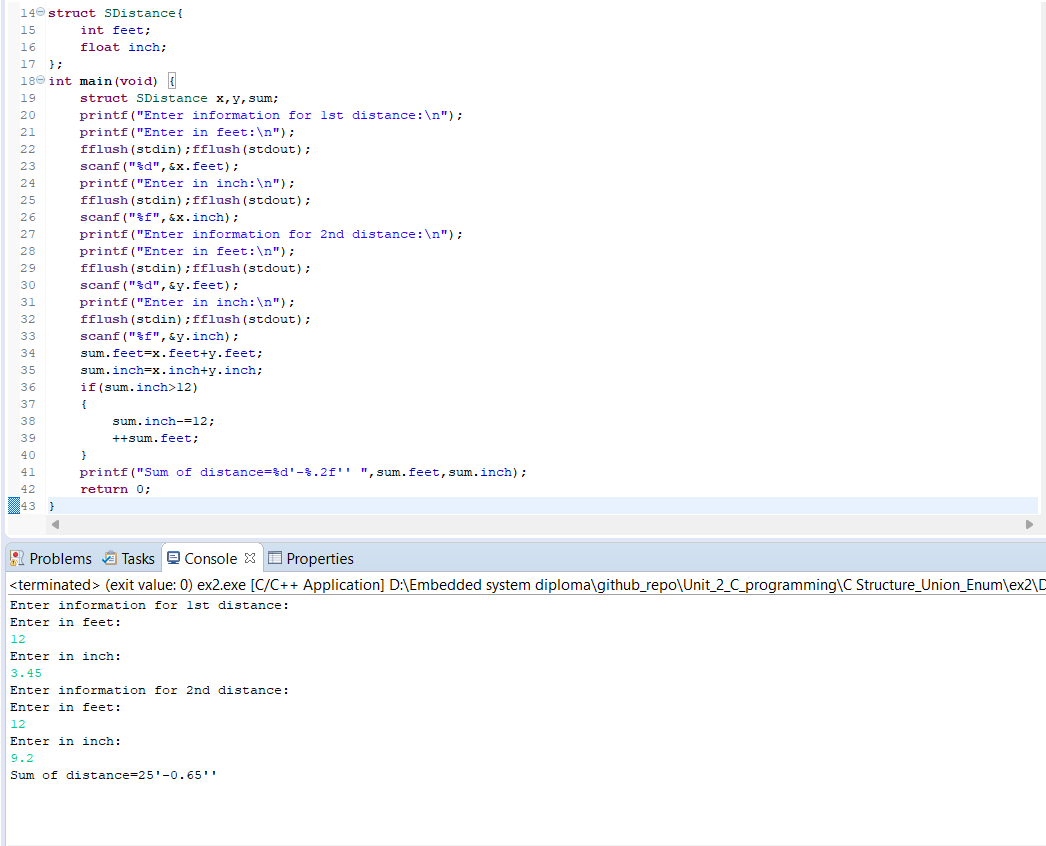 14 struct SDistance{
15     int feet;
16     float inch;
17 };
18 int main(void) {
19     struct SDistance x,y,sum;
20     printf("Enter information for 1st distance:\n");
21     printf("Enter in feet:\n");
22     fflush(stdin);fflush(stdout);
23     scanf("%d",&x.feet);
24     printf("Enter in inch:\n");
25     fflush(stdin);fflush(stdout);
26     scanf("%f",&x.inch);
27     printf("Enter information for 2nd distance:\n");
28     printf("Enter in feet:\n");
29     fflush(stdin);fflush(stdout);
30     scanf("%d",&y.feet);
31     printf("Enter in inch:\n");
32     fflush(stdin);fflush(stdout);
33     scanf("%f",&y.inch);
34     sum.feet=x.feet+y.feet;
35     sum.inch=x.inch+y.inch;
36     if(sum.inch>12)
37     {
38         sum.inch-=12;
39         ++sum.feet;
40     }
41     printf("Sum of distance=%d'-%.2f'' ",sum.feet,sum.inch);
42     return 0;
43 }
Problems Tasks Console Properties
<terminated> (exit value: 0) ex2.exe [C/C++ Application] D:\Embedded system diploma\github_repo\Unit_2_C_programming\C Structure_Union_Enum\ex2\D
Enter information for 1st distance:
Enter in feet:
12
Enter in inch:
3.45
Enter information for 2nd distance:
Enter in feet:
12
Enter in inch:
9.2
Sum of distance=25'-0.65''